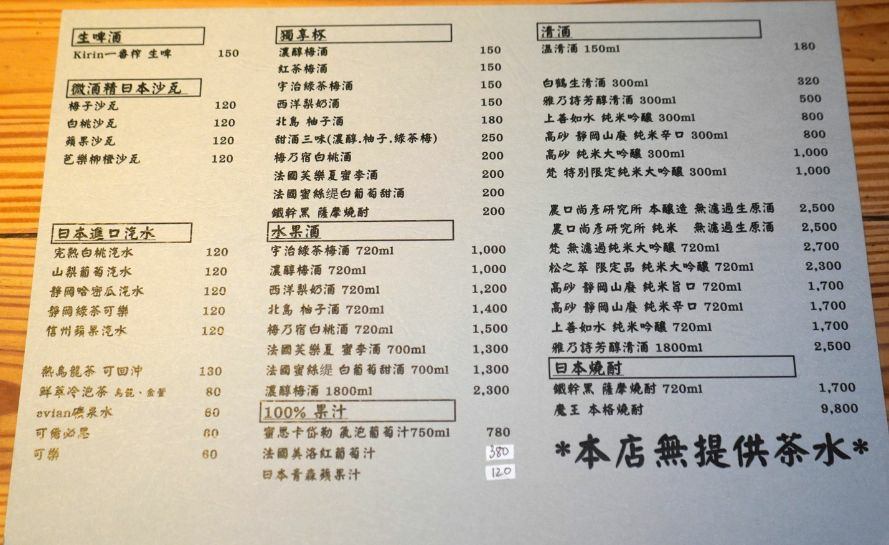 生啤酒
Kirin一番榨 生啤 150
微酒精日本沙瓦
梅子沙瓦 120
白桃沙瓦 120
蘋果沙瓦 120
芭樂柳橙沙瓦 120
日本進口汽水
完熟白桃汽水 120
山梨葡萄汽水 120
靜岡哈密瓜汽水 120
靜岡綠茶可樂 120
信州蘋果汽水 120
熱烏龍茶 可回沖 130
鮮萃冷泡茶 烏龍、金萱 80
evian礦泉水 60
可爾必思 60
可樂 60
獨享杯
濃醇梅酒 150
紅茶梅酒 150
宇治綠茶梅酒 150
西洋梨奶酒 150
北島 柚子酒 180
甜酒三味(濃醇.柚子.綠茶梅) 250
梅乃宿白桃酒 200
法國芙樂夏蜜李酒 200
法國蜜絲缇白葡萄甜酒 200
鐵幹黑 薩摩燒酎 200
水果酒
宇治綠茶梅酒 720ml 1,000
濃醇梅酒 720ml 1,000
西洋梨奶酒 720ml 1,200
北島 柚子酒 720ml 1,400
梅乃宿白桃酒 720ml 1,500
法國芙樂夏 蜜李酒 700ml 1,300
法國蜜絲缇 白葡萄甜酒 700ml 1,300
濃醇梅酒 1800ml 2,300
100% 果汁
蜜思卡岱勒 氣泡葡萄汁750ml 780
法國美洛紅葡萄汁 380
日本青森蘋果汁 120
清酒
溫清酒 150ml 180
白鶴生清酒 300ml 320
雅乃詩芳醇清酒 300ml 500
上善如水 純米吟釀 300ml 800
高砂 靜岡山廢 純米辛口 300ml 800
高砂 純米大吟釀 300ml 1,000
梵 特別限定純米大吟釀 300ml 1,000
農口尚彥研究所 本釀造 無濾過生原酒 2,500
農口尚彥研究所 純米 無濾過生原酒 2,500
梵 無濾過純米大吟釀 720ml 2,700
松之萃 限定品 純米大吟釀 720ml 2,300
高砂 靜岡山廢 純米旨口 720ml 1,700
高砂 靜岡山廢 純米辛口 720ml 1,700
上善如水 純米吟釀 720ml 1,700
雅乃詩芳醇清酒 1800ml 2,500
日本燒酎
鐵幹黑 薩摩燒酎 720ml 1,700
魔王 本格燒酎 9,800
*本店無提供茶水*